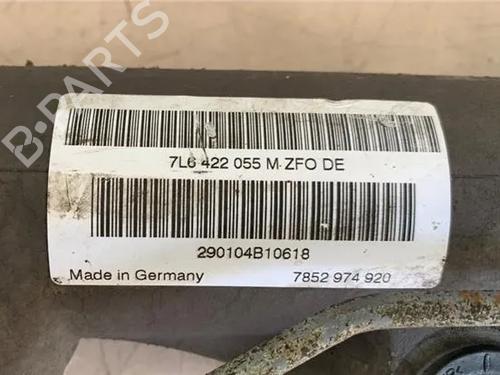 B-PARTS
7L6 422 055 M ZFO DE
290104B10618
Made in Germany 7852 974 920